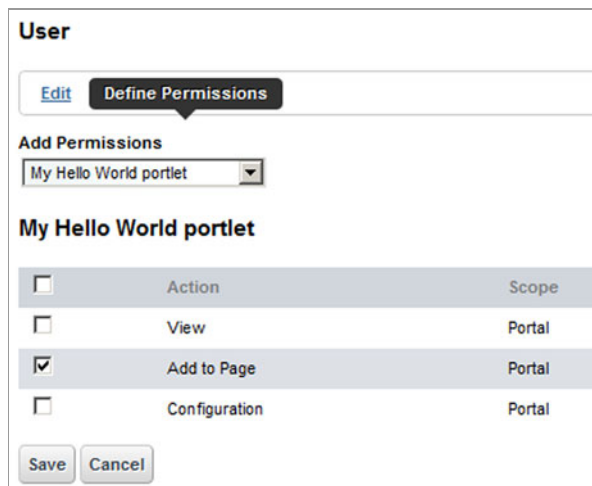 User
Edit Define Permissions
Add Permissions
My Hello World portlet
My Hello World portlet
Action Scope
View Portal
Add to Page Portal
Configuration Portal
Save Cancel